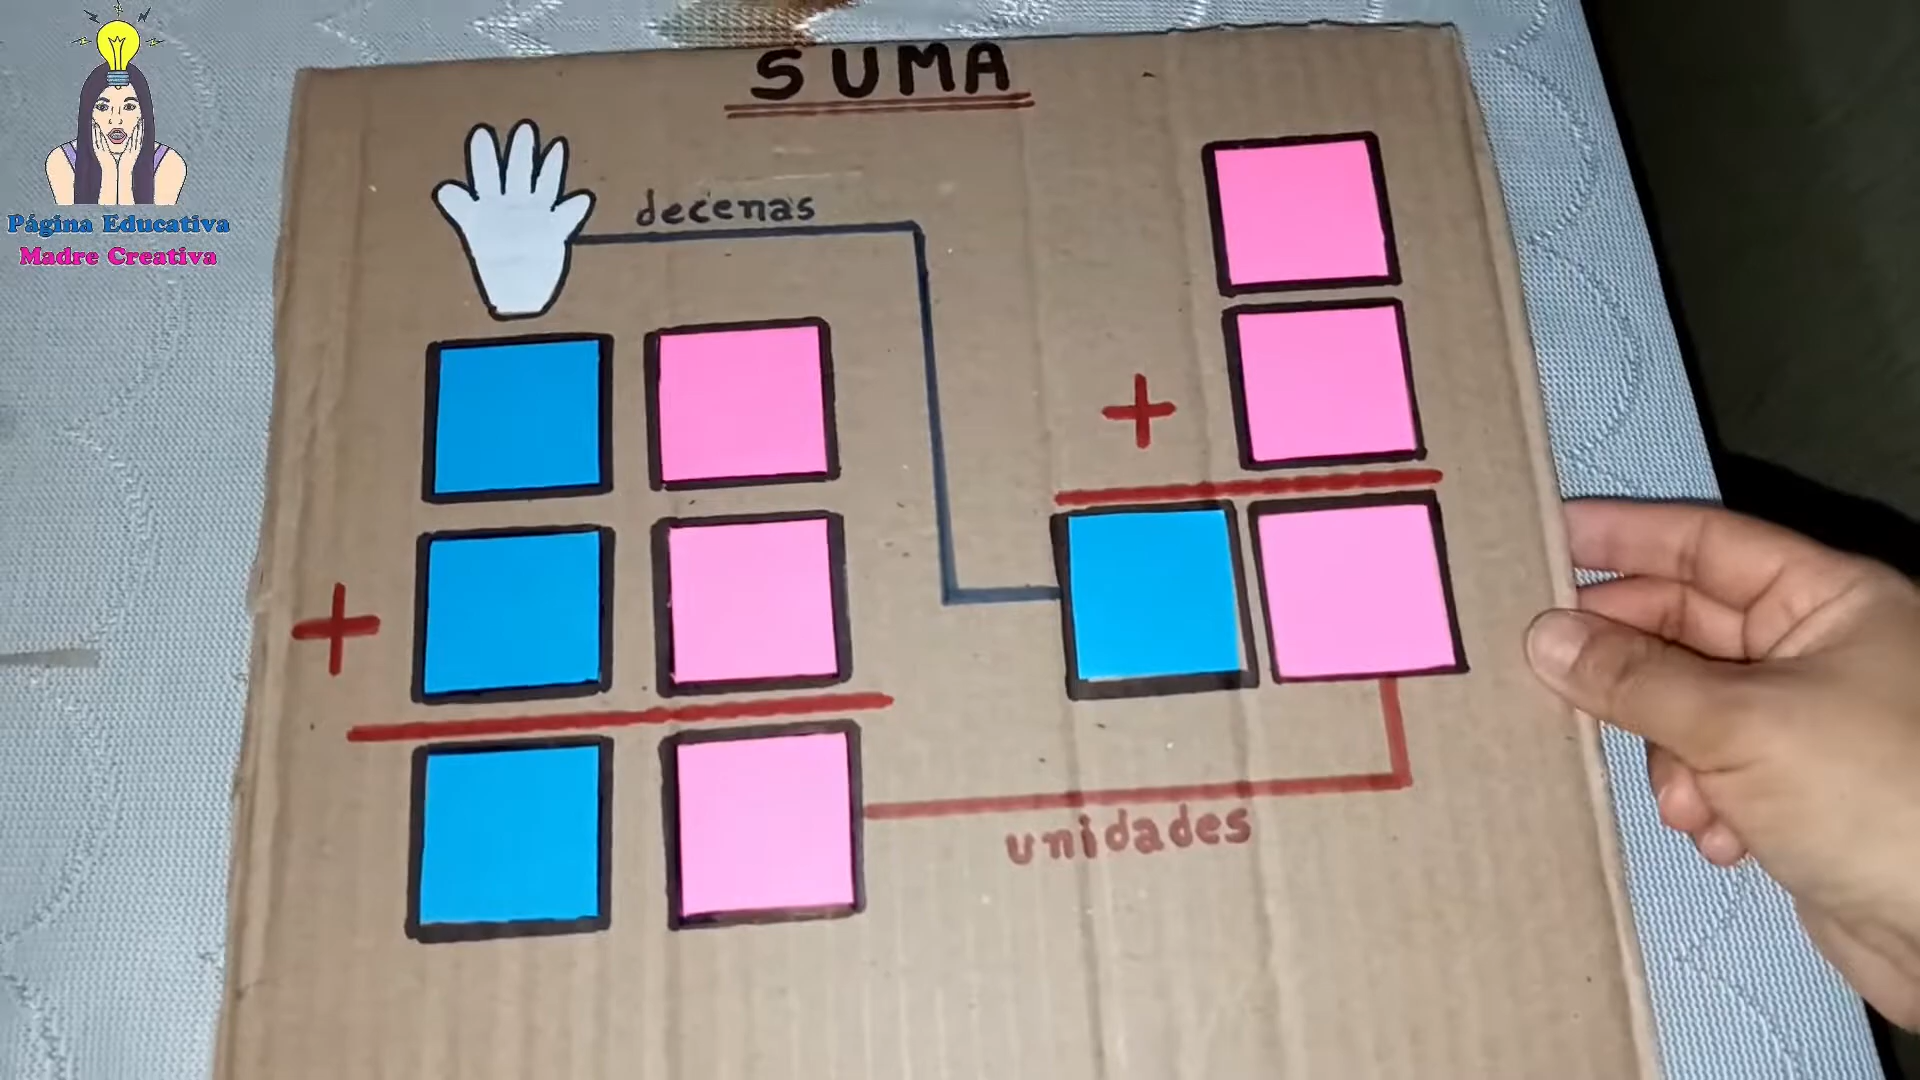 SUMA
Página Educativa
Madre Creativa
decenas
+
+
unidades